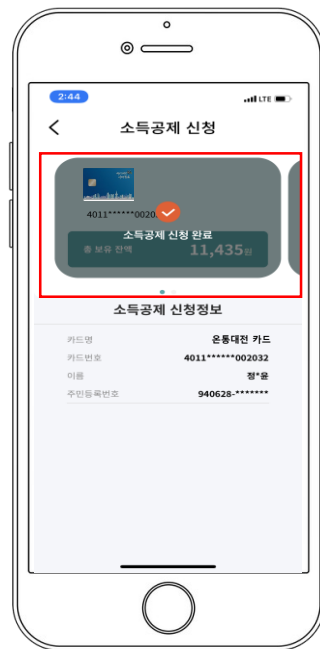 2:44
LTE
소득공제 신청
4011******0020
소득공제 신청 완료
총 보유 잔액 11,435원
소득공제 신청정보
카드명 온통대전 카드
카드번호 4011******002032
이름 정*윤
주민등록번호 940628-*******